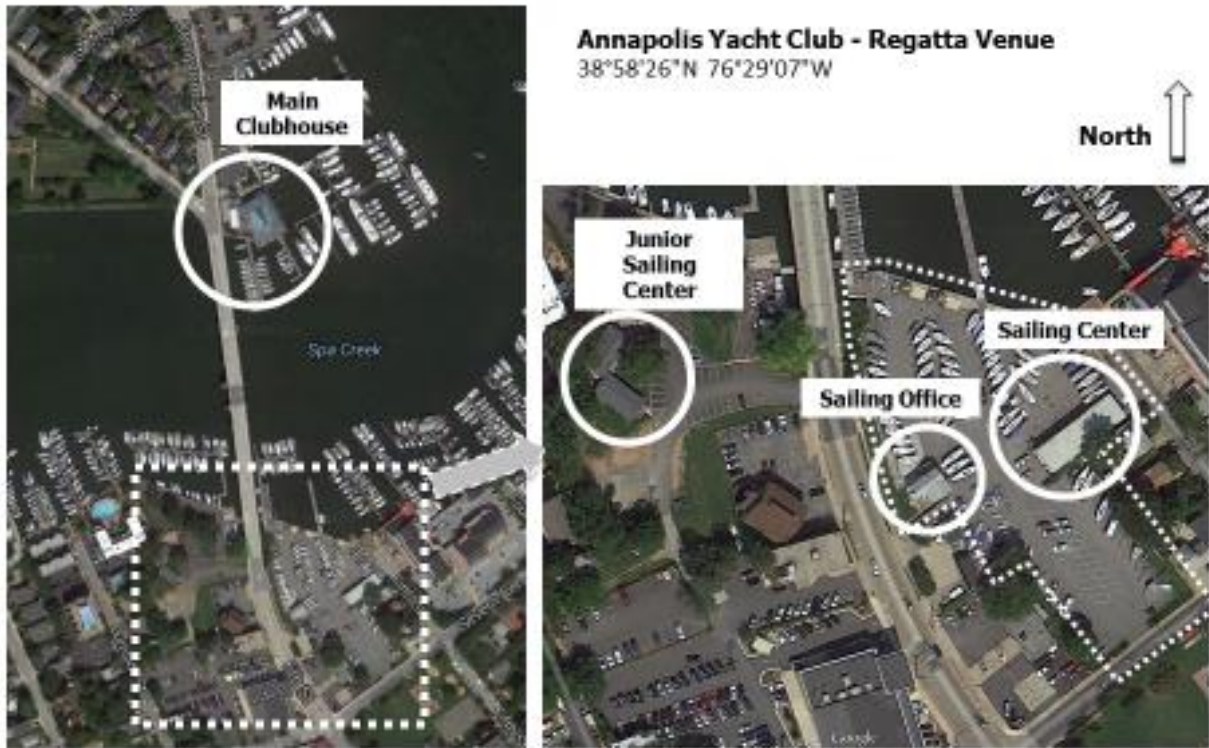 Annapolis Yacht Club - Regatta Venue
38°58'26"N 76°29'07"W
North
Main
Clubhouse
Spa Creek
Junior
Sailing
Center
Sailing Center
Sailing Office
Google